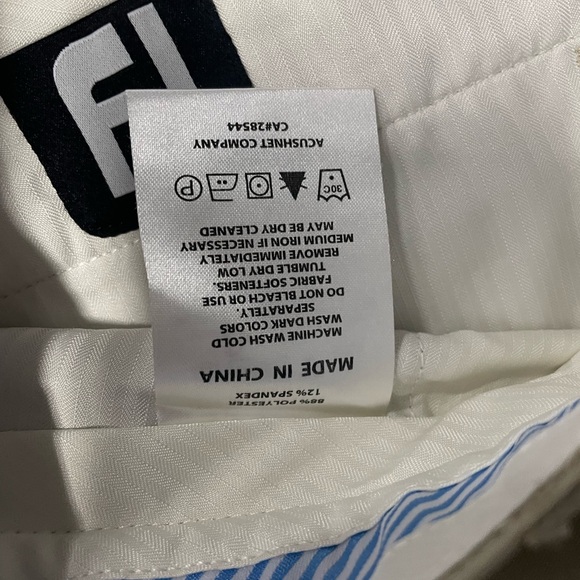 88% POLYESTER
12% SPANDEX
MADE IN CHINA
MACHINE WASH COLD
WASH DARK COLORS
SEPARATELY.
DO NOT BLEACH OR USE
FABRIC SOFTENERS.
TUMBLE DRY LOW
REMOVE IMMEDIATELY
MEDIUM IRON IF NECESSARY
MAY BE DRY CLEANED
30C
P
ACUSHNET COMPANY
CA#28544
FJ